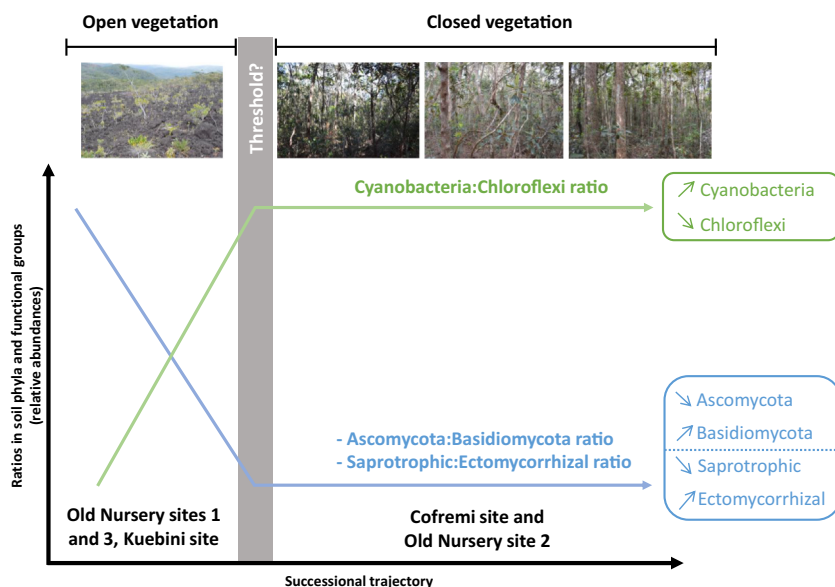 Open vegetation
Closed vegetation
Threshold?
Cyanobacteria:Chloroflexi ratio
↗ Cyanobacteria
↘ Chloroflexi
Ratios in soil phyla and functional groups
(relative abundances)
- Ascomycota:Basidiomycota ratio
- Saprotrophic:Ectomycorrhizal ratio
↘ Ascomycota
↗ Basidiomycota
↘ Saprotrophic
↗ Ectomycorrhizal
Old Nursery sites 1
and 3, Kuebini site
Cofremi site and
Old Nursery site 2
Successional trajectory